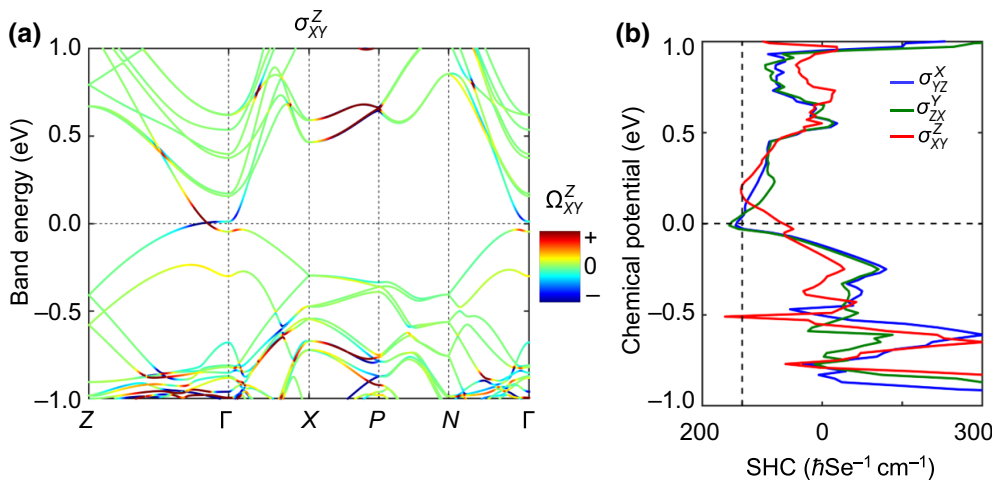 (a)
σ^Z_XY
Band energy (eV)
1.0
0.5
0.0
–0.5
–1.0
Z Γ X P N Γ
Ω^Z_XY
+
0
–
(b)
Chemical potential (eV)
1.0
0.5
0.0
–0.5
–1.0
σ^X_YZ
σ^Y_ZX
σ^Z_XY
200 0 300
SHC (ℏSe⁻¹ cm⁻¹)